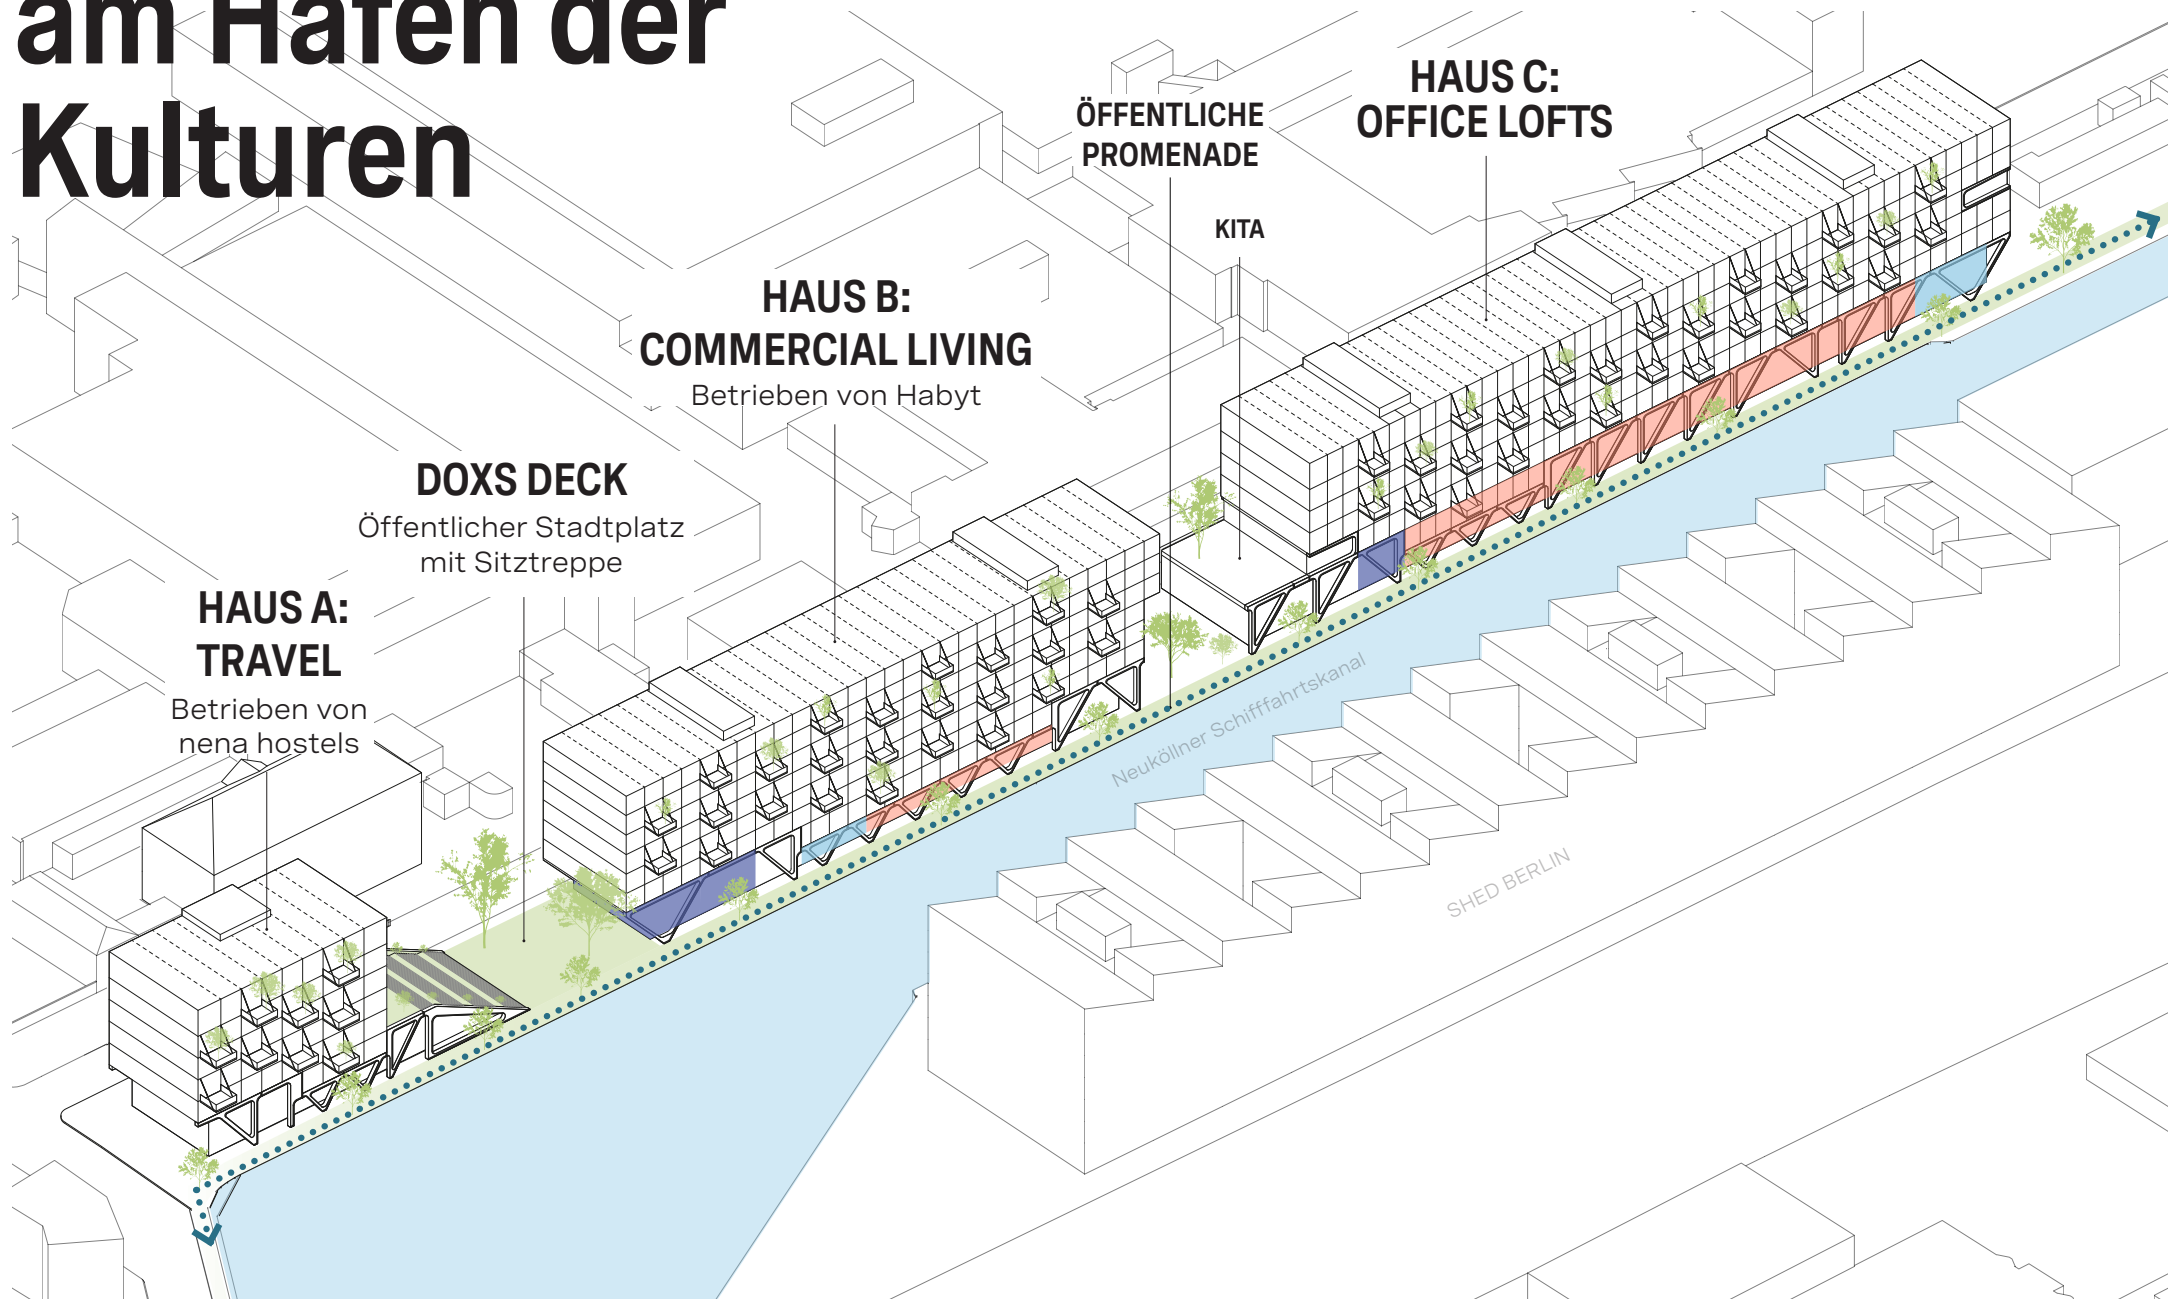 am Hafen der
Kulturen
HAUS C:
OFFICE LOFTS
ÖFFENTLICHE
PROMENADE
KITA
HAUS B:
COMMERCIAL LIVING
Betrieben von Habyt
DOXS DECK
Öffentlicher Stadtplatz
mit Sitztreppe
HAUS A:
TRAVEL
Betrieben von
nena hostels
Neuköllner Schifffahrtskanal
SHED BERLIN